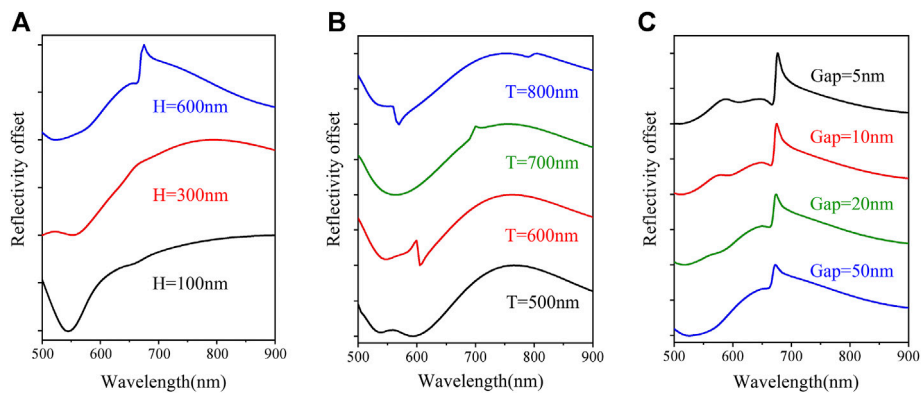 A
Reflectivity offset
H=600nm
H=300nm
H=100nm
500 600 700 800 900
Wavelength(nm)
B
Reflectivity offset
T=800nm
T=700nm
T=600nm
T=500nm
500 600 700 800 900
Wavelength(nm)
C
Reflectivity offset
Gap=5nm
Gap=10nm
Gap=20nm
Gap=50nm
500 600 700 800 900
Wavelength(nm)